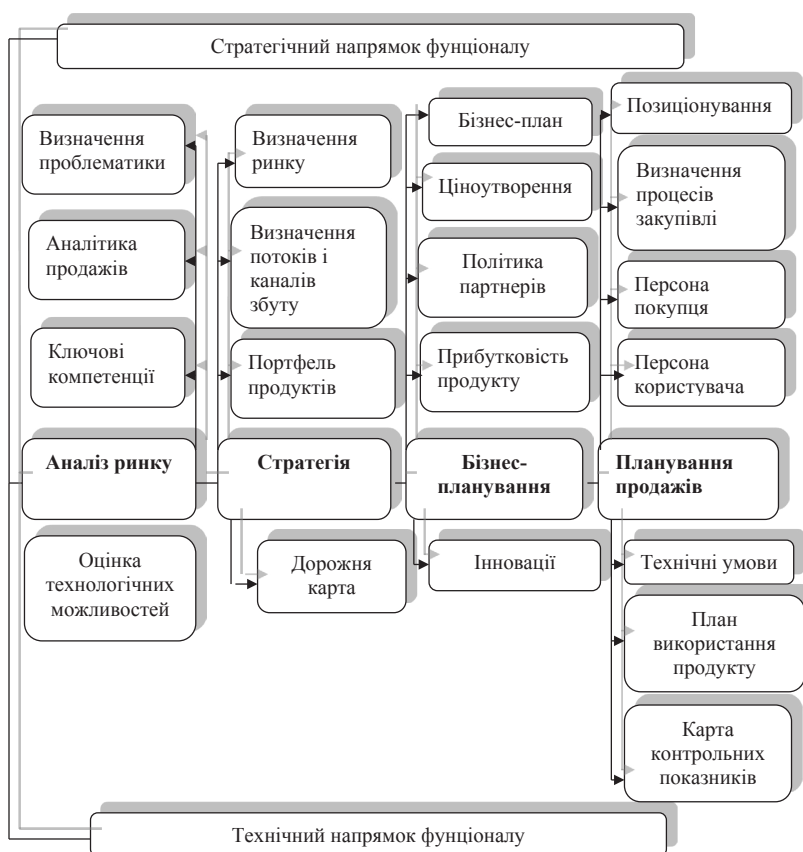 Стратегічний напрямок фунціоналу
Визначення
проблематики
Аналітика
продажів
Ключові
компетенції
Визначення
ринку
Визначення
потоків і
каналів
збуту
Портфель
продуктів
Бізнес-план
Ціноутворення
Політика
партнерів
Прибутковість
продукту
Позиціонування
Визначення
процесів
закупівлі
Персона
покупця
Персона
користувача
Аналіз ринку
Стратегія
Бізнес-
планування
Планування
продажів
Оцінка
технологічних
можливостей
Дорожня
карта
Інновації
Технічні умови
План
використання
продукту
Карта
контрольних
показників
Технічний напрямок фунціоналу